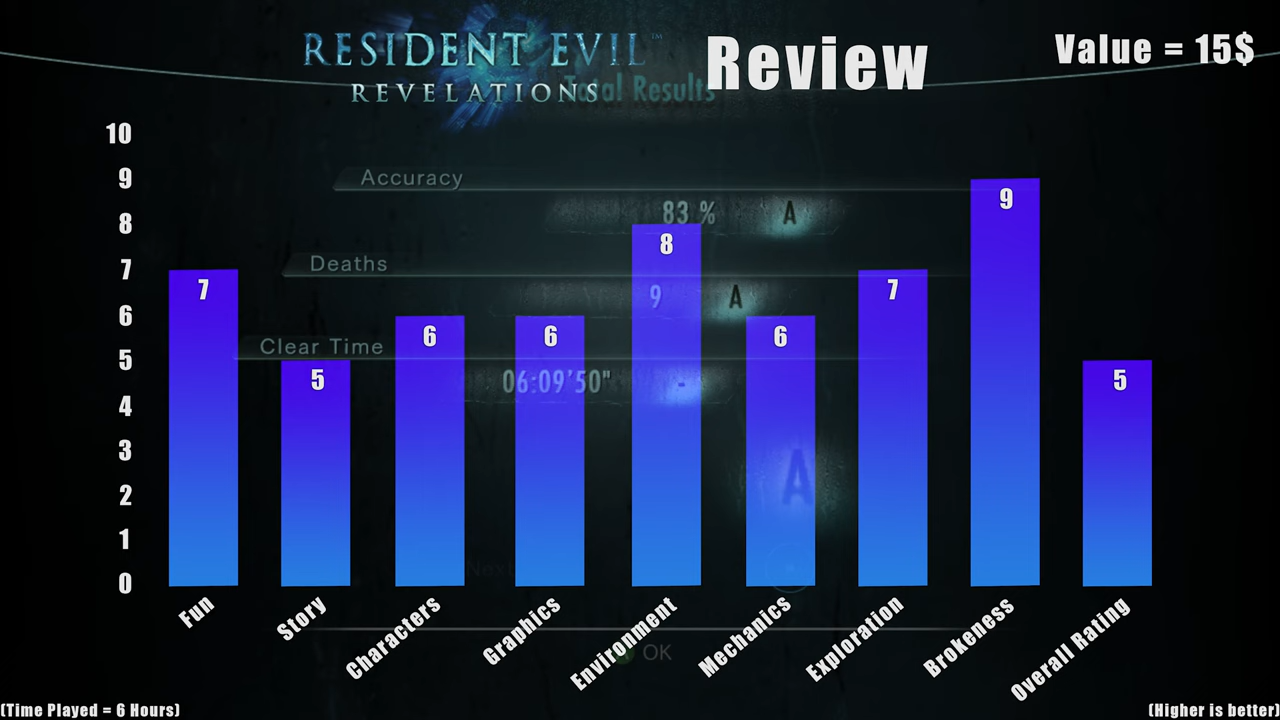 RESIDENT EVIL™
REVELATIONS
Review
Value = 15$
Total Results
10
9
8
7
6
5
4
3
2
1
0
Accuracy
83 % A
Deaths
9 A
Clear Time
06:09'50" -
A
Next
OK
7
5
6
6
8
6
7
9
5
Fun
Story
Characters
Graphics
Environment
Mechanics
Exploration
Brokeness
Overall Rating
(Time Played = 6 Hours)
(Higher is better)